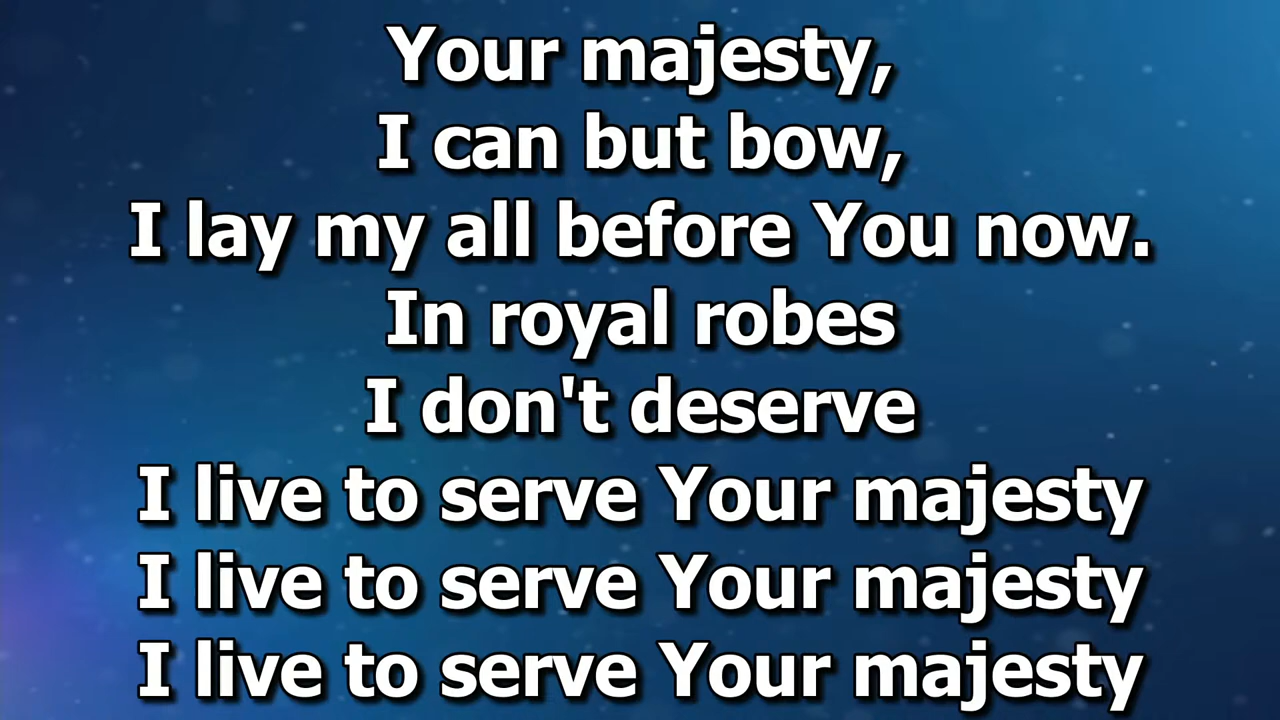 Your majesty,
I can but bow,
I lay my all before You now.
In royal robes
I don't deserve
I live to serve Your majesty
I live to serve Your majesty
I live to serve Your majesty